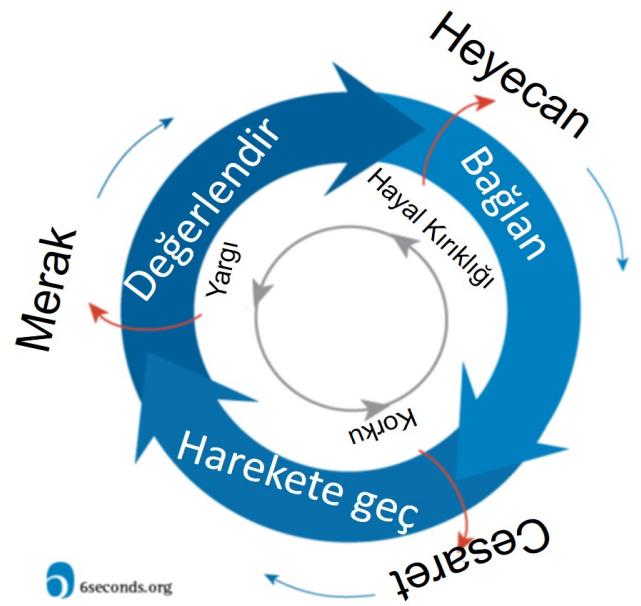 Heyecan
Bağlan
Hayal Kırıklığı
Değerlendir
Yargı
Merak
Korku
Harekete geç
Cesaret
6seconds.org